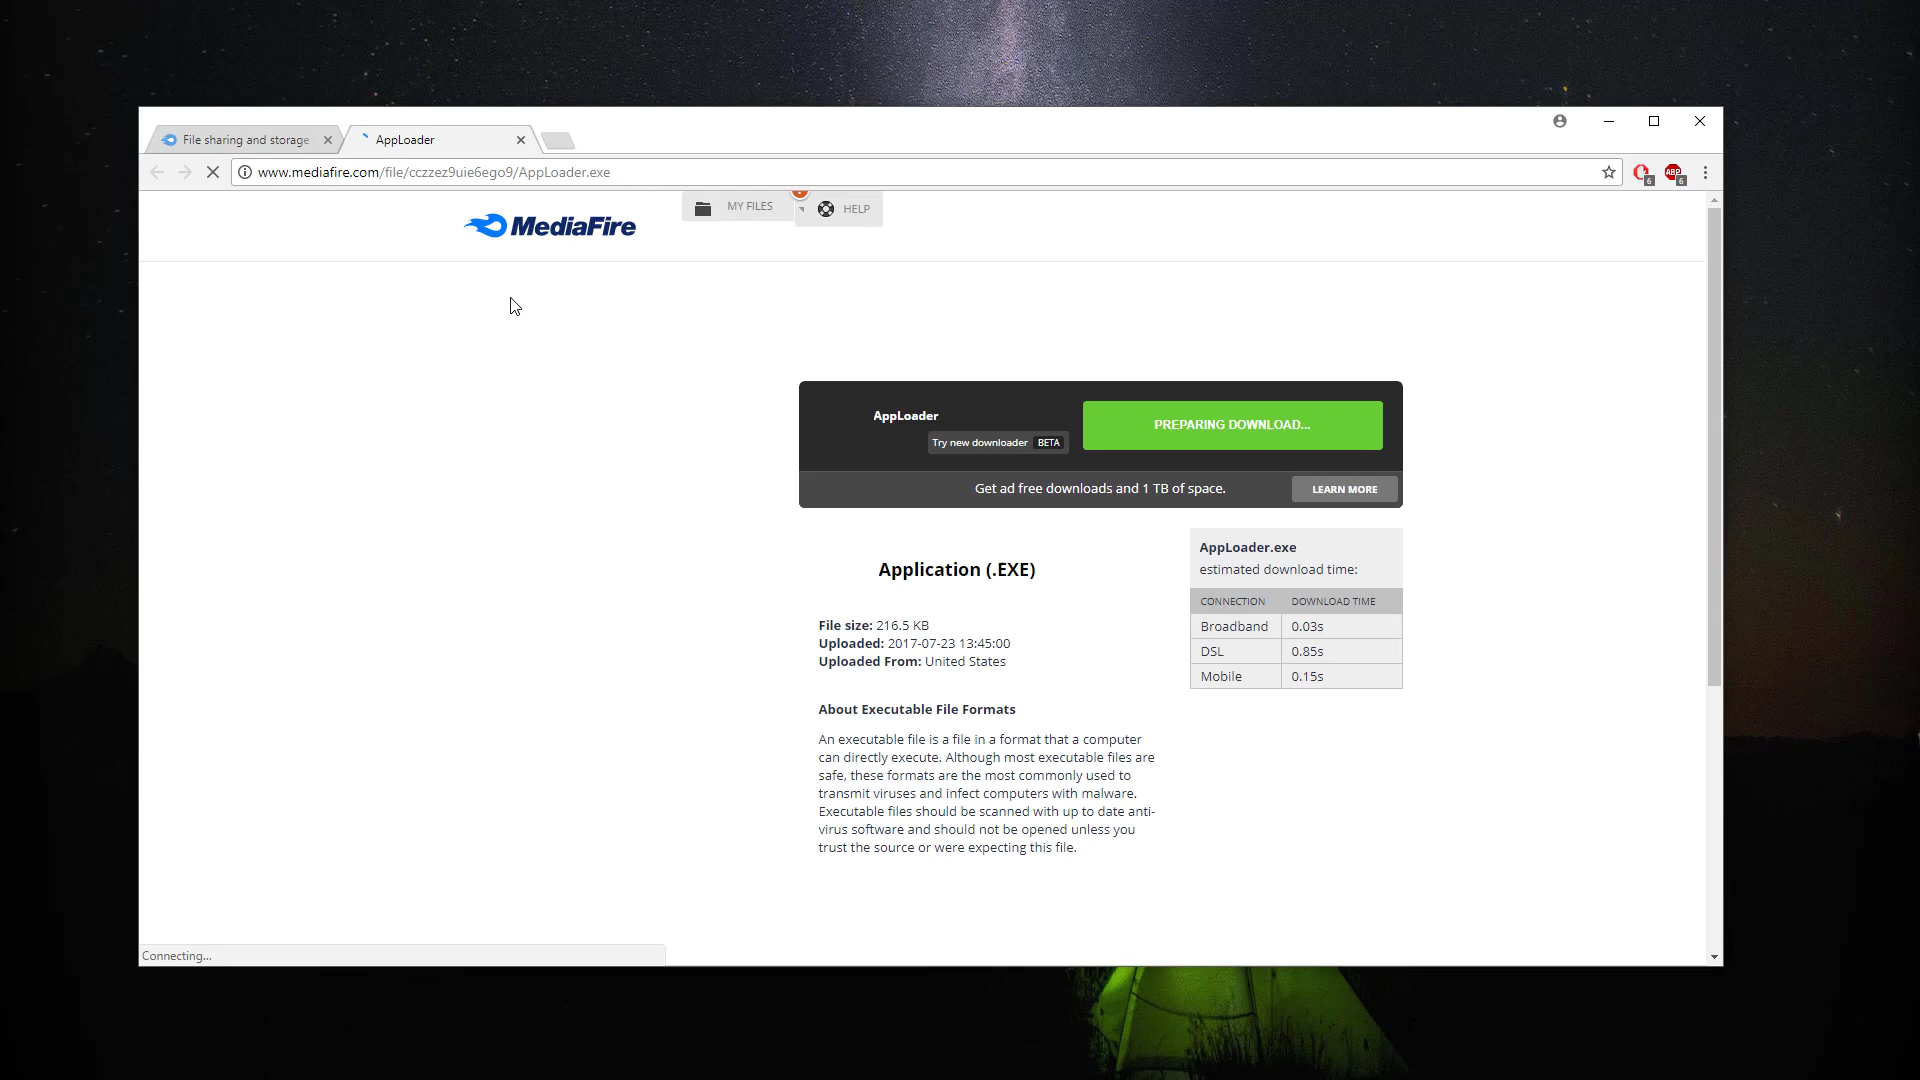 File sharing and storage
AppLoader
www.mediafire.com/file/cczzez9uie6ego9/AppLoader.exe
6
ABP
6
MediaFire
MY FILES
HELP
AppLoader
Try new downloader BETA
PREPARING DOWNLOAD...
Get ad free downloads and 1 TB of space.
LEARN MORE
Application (.EXE)
File size: 216.5 KB
Uploaded: 2017-07-23 13:45:00
Uploaded From: United States
About Executable File Formats
An executable file is a file in a format that a computer
can directly execute. Although most executable files are
safe, these formats are the most commonly used to
transmit viruses and infect computers with malware.
Executable files should be scanned with up to date anti-
virus software and should not be opened unless you
trust the source or were expecting this file.
AppLoader.exe
estimated download time:
CONNECTION DOWNLOAD TIME
Broadband 0.03s
DSL 0.85s
Mobile 0.15s
Connecting...